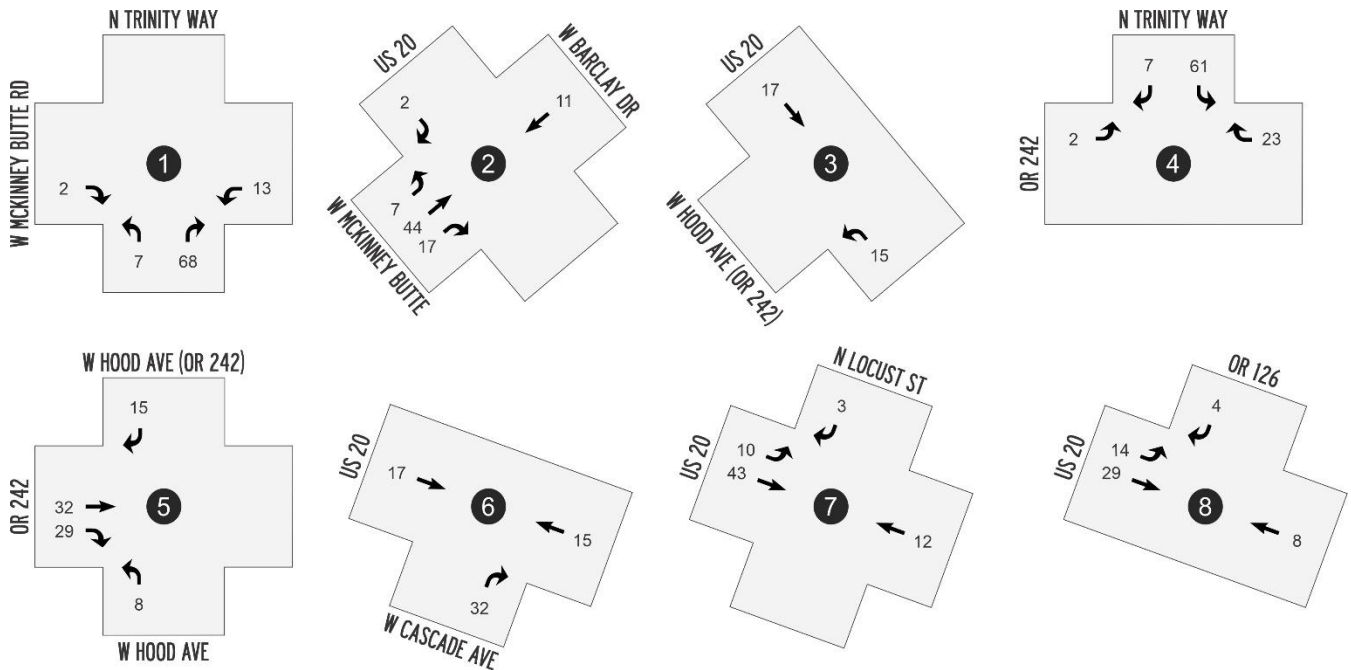 N TRINITY WAY
W MCKINNEY BUTTE RD
1
2
13
7
68
US 20
W BARCLAY DR
2
11
2
7
44
17
W MCKINNEY BUTTE
US 20
17
3
15
W HOOD AVE (OR 242)
N TRINITY WAY
7
61
OR 242
2
23
4
W HOOD AVE (OR 242)
15
OR 242
32
5
29
8
W HOOD AVE
US 20
17
6
15
32
W CASCADE AVE
N LOCUST ST
3
US 20
10
43
7
12
OR 126
4
US 20
14
29
8
8